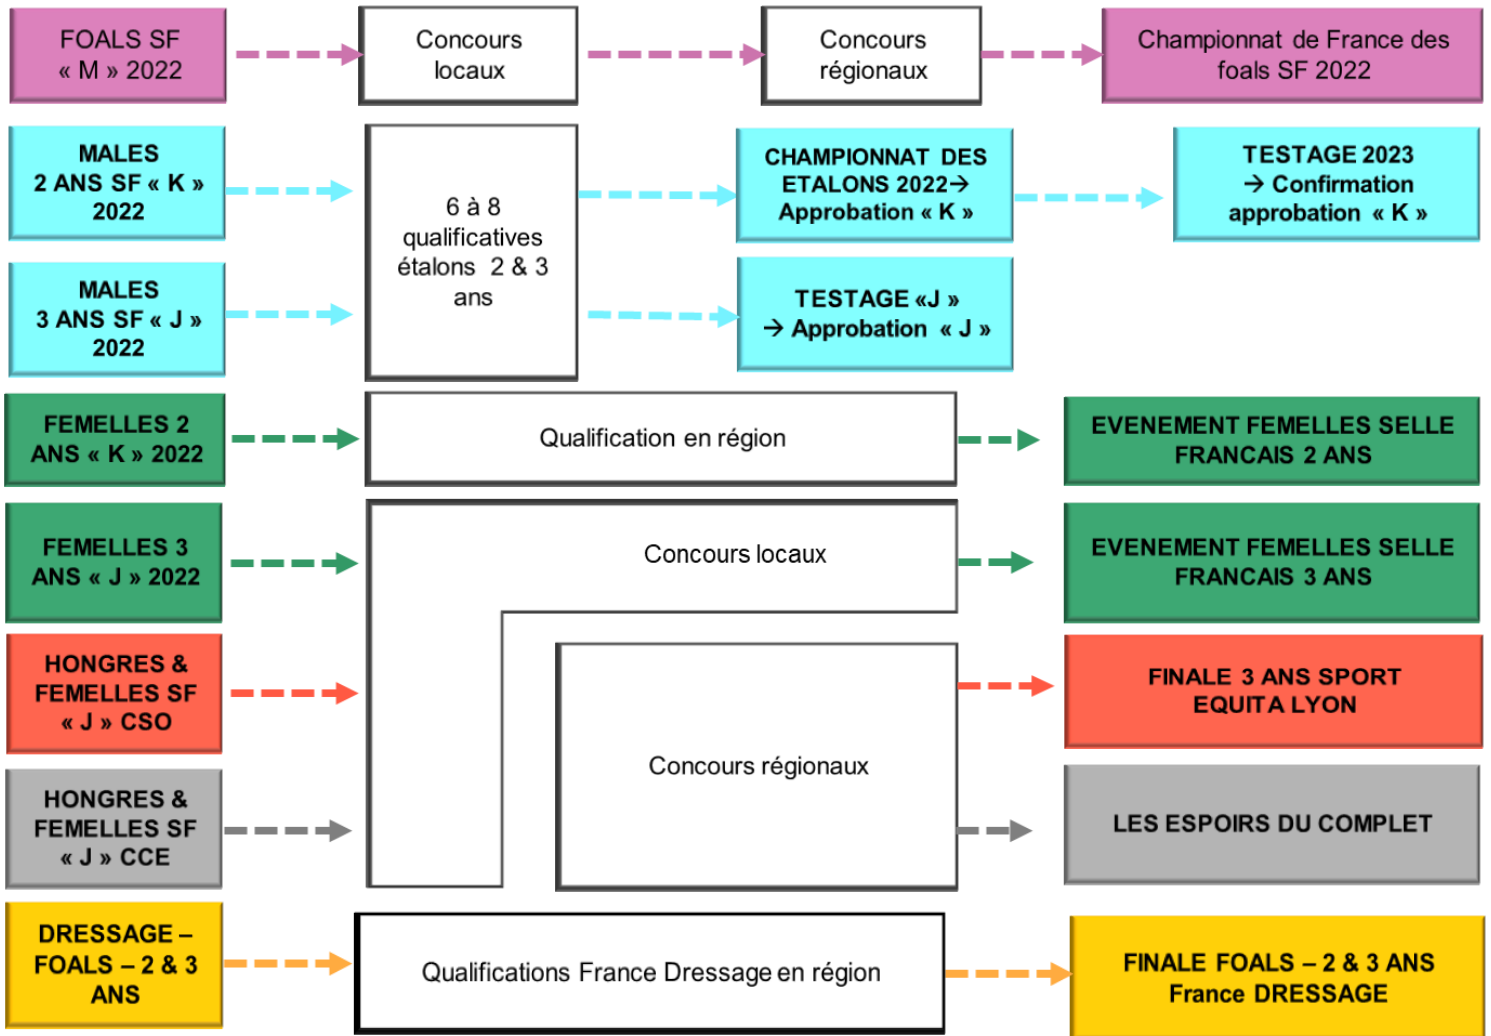 FOALS SF
« M » 2022
Concours
locaux
Concours
régionaux
Championnat de France des
foals SF 2022
MALES
2 ANS SF « K »
2022
6 à 8
qualificatives
étalons 2 & 3
ans
CHAMPIONNAT DES
ETALONS 2022→
Approbation « K »
TESTAGE 2023
→ Confirmation
approbation « K »
MALES
3 ANS SF « J »
2022
TESTAGE «J »
→ Approbation « J »
FEMELLES 2
ANS « K » 2022
Qualification en région
EVENEMENT FEMELLES SELLE
FRANCAIS 2 ANS
FEMELLES 3
ANS « J » 2022
Concours locaux
EVENEMENT FEMELLES SELLE
FRANCAIS 3 ANS
HONGRES &
FEMELLES SF
« J » CSO
Concours régionaux
FINALE 3 ANS SPORT
EQUITA LYON
HONGRES &
FEMELLES SF
« J » CCE
LES ESPOIRS DU COMPLET
DRESSAGE –
FOALS – 2 & 3
ANS
Qualifications France Dressage en région
FINALE FOALS – 2 & 3 ANS
France DRESSAGE